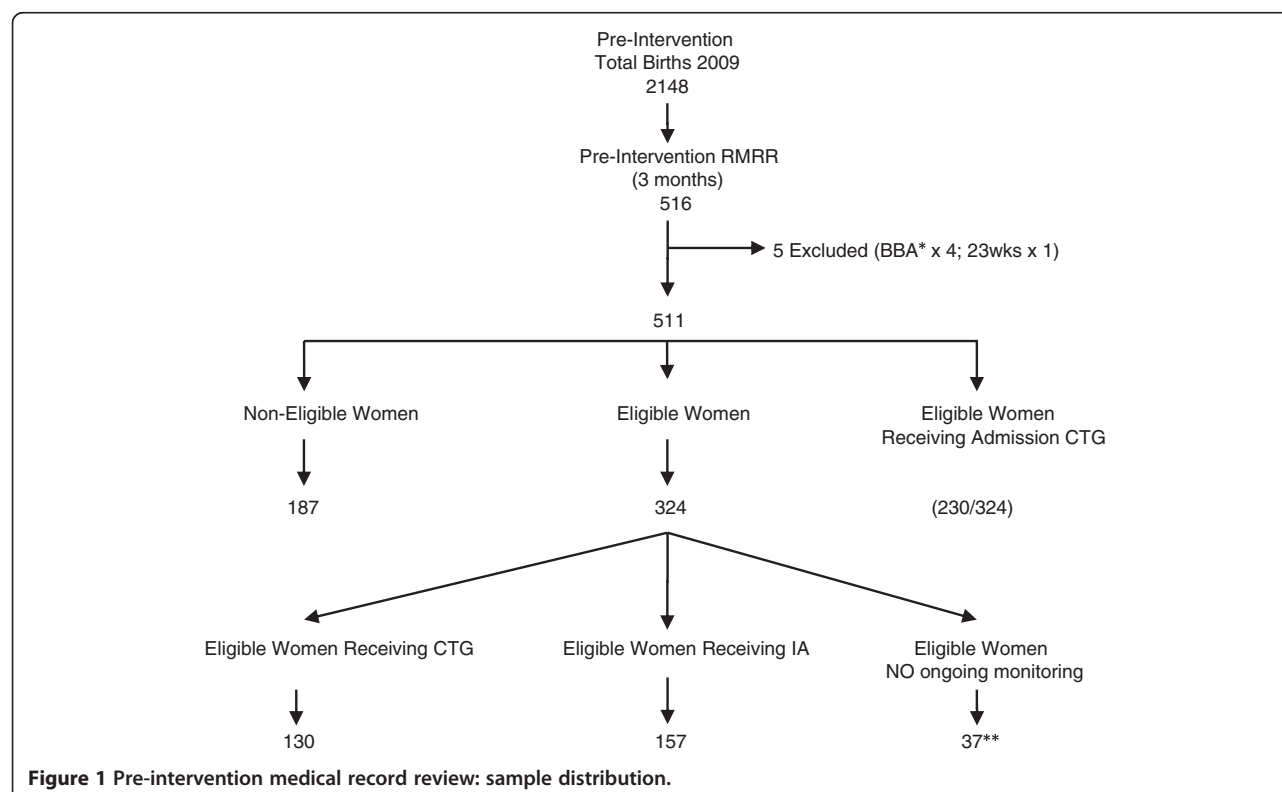 Pre-Intervention
Total Births 2009
2148
Pre-Intervention RMRR
(3 months)
516
5 Excluded (BBA* x 4; 23wks x 1)
511
Non-Eligible Women
Eligible Women
Eligible Women
Receiving Admission CTG
187
324
(230/324)
Eligible Women Receiving CTG
Eligible Women Receiving IA
Eligible Women
NO ongoing monitoring
130
157
37**
Figure 1 Pre-intervention medical record review: sample distribution.